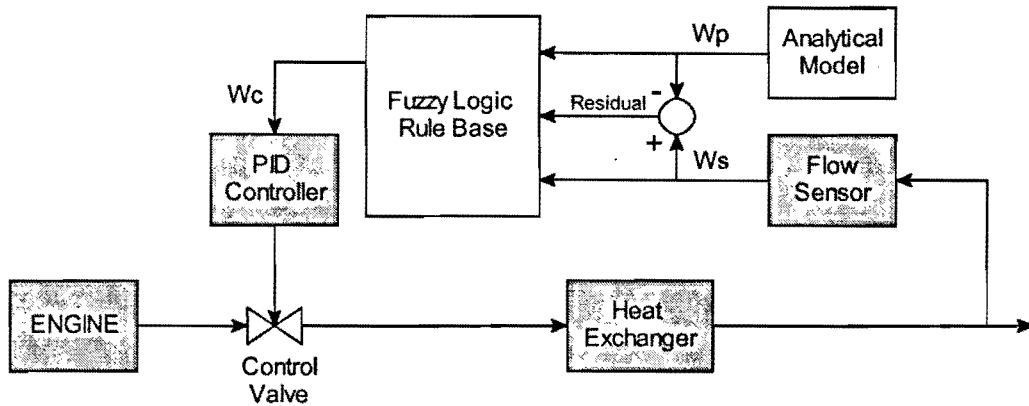 Wp
Analytical
Model
Wc
Fuzzy Logic
Rule Base
Residual
-
+
PID
Controller
Ws
Flow
Sensor
ENGINE
Heat
Exchanger
Control
Valve